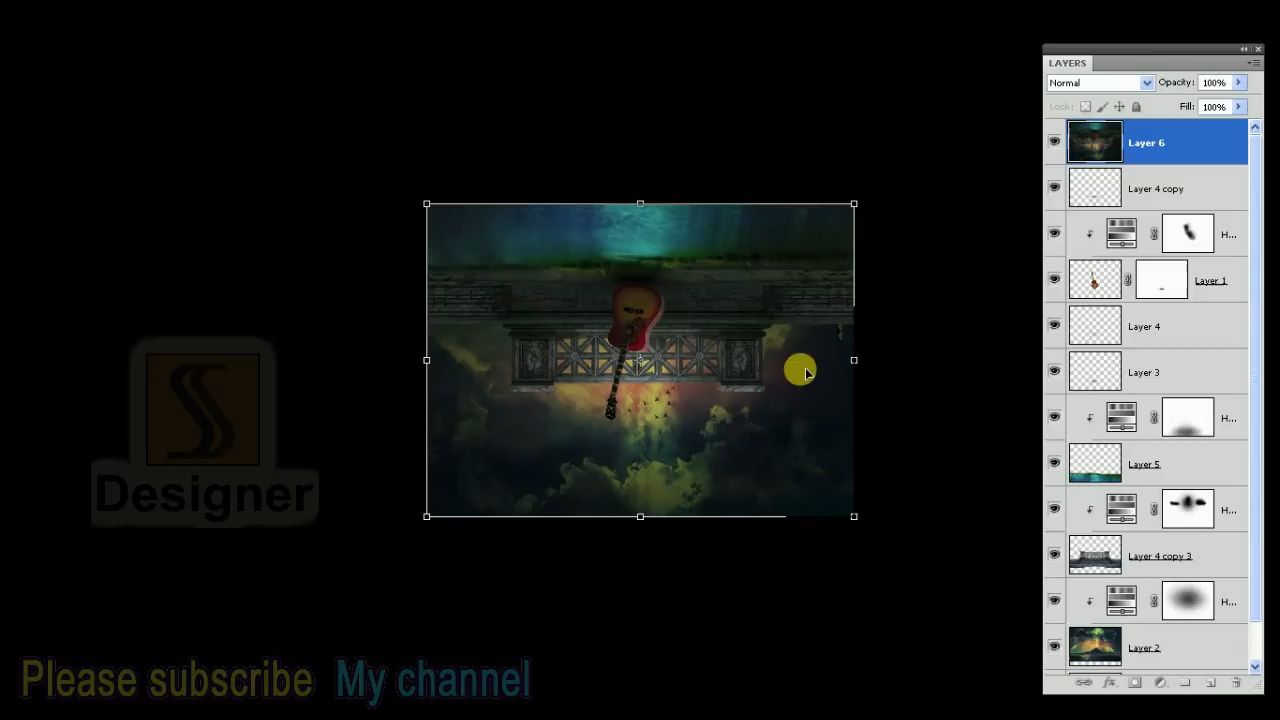 LAYERS
Normal Opacity: 100%
Lock: Fill: 100%
Layer 6
Layer 4 copy
H...
Layer 1
Layer 4
Layer 3
H...
Layer 5
H...
Layer 4 copy 3
H...
Layer 2
Designer
Please subscribe My channel